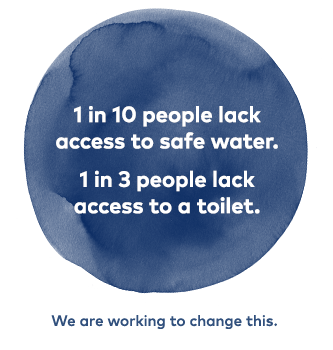 1 in 10 people lack
access to safe water.
1 in 3 people lack
access to a toilet.
We are working to change this.